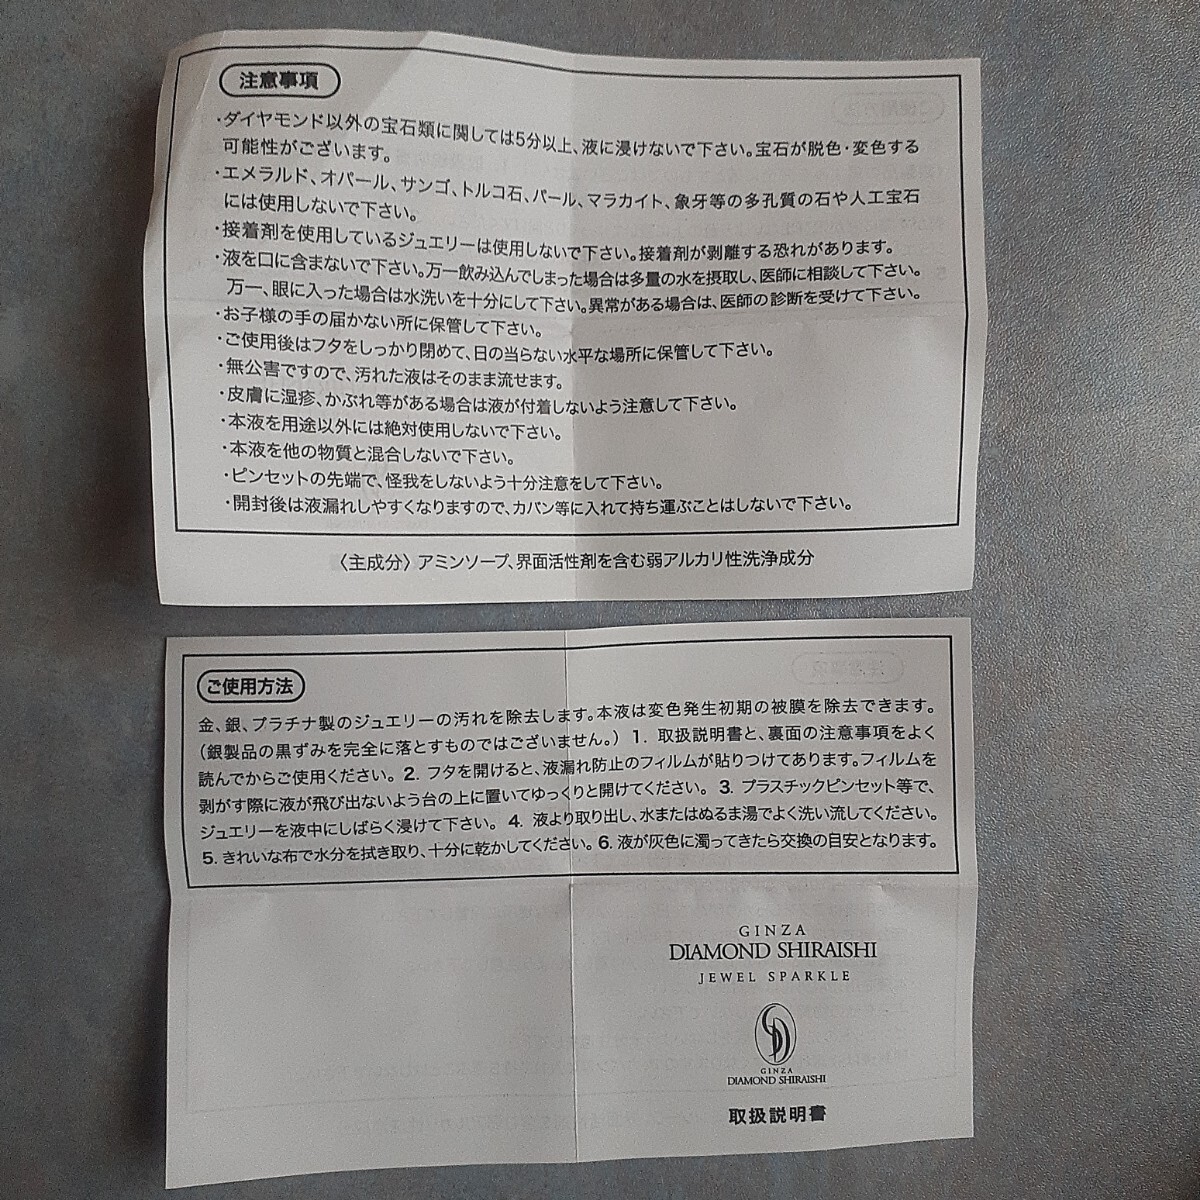 注意事項
・ダイヤモンド以外の宝石類に関しては5分以上、液に浸けないで下さい。宝石が脱色・変色する
可能性がございます。
・エメラルド、オパール、サンゴ、トルコ石、パール、マラカイト、象牙等の多孔質の石や人工宝石
には使用しないで下さい。
・接着剤を使用しているジュエリーは使用しないで下さい。接着剤が剥離する恐れがあります。
・液を口に含まないで下さい。万一飲み込んでしまった場合は多量の水を摂取し、医師に相談して下さい。
万一、眼に入った場合は水洗いを十分にして下さい。異常がある場合は、医師の診断を受けて下さい。
・お子様の手の届かない所に保管して下さい。
・ご使用後はフタをしっかり閉めて、日の当らない水平な場所に保管して下さい。
・無公害ですので、汚れた液はそのまま流せます。
・皮膚に湿疹、かぶれ等がある場合は液が付着しないよう注意して下さい。
・本液を用途以外には絶対使用しないで下さい。
・本液を他の物質と混合しないで下さい。
・ピンセットの先端で、怪我をしないよう十分注意をして下さい。
・開封後は液漏れしやすくなりますので、カバン等に入れて持ち運ぶことはしないで下さい。
〈主成分〉アミンソープ、界面活性剤を含む弱アルカリ性洗浄成分
ご使用方法
金、銀、プラチナ製のジュエリーの汚れを除去します。本液は変色発生初期の被膜を除去できます。
（銀製品の黒ずみを完全に落とすものではございません。）1. 取扱説明書と、裏面の注意事項をよく
読んでからご使用ください。2. フタを開けると、液漏れ防止のフィルムが貼りつけてあります。フィルムを
剥がす際に液が飛び出ないよう台の上に置いてゆっくりと開けてください。3. プラスチックピンセット等で、
ジュエリーを液中にしばらく浸けて下さい。4. 液より取り出し、水またはぬるま湯でよく洗い流してください。
5. きれいな布で水分を拭き取り、十分に乾かしてください。6. 液が灰色に濁ってきたら交換の目安となります。
GINZA
DIAMOND SHIRAISHI
JEWEL SPARKLE
GINZA
DIAMOND SHIRAISHI
取扱説明書